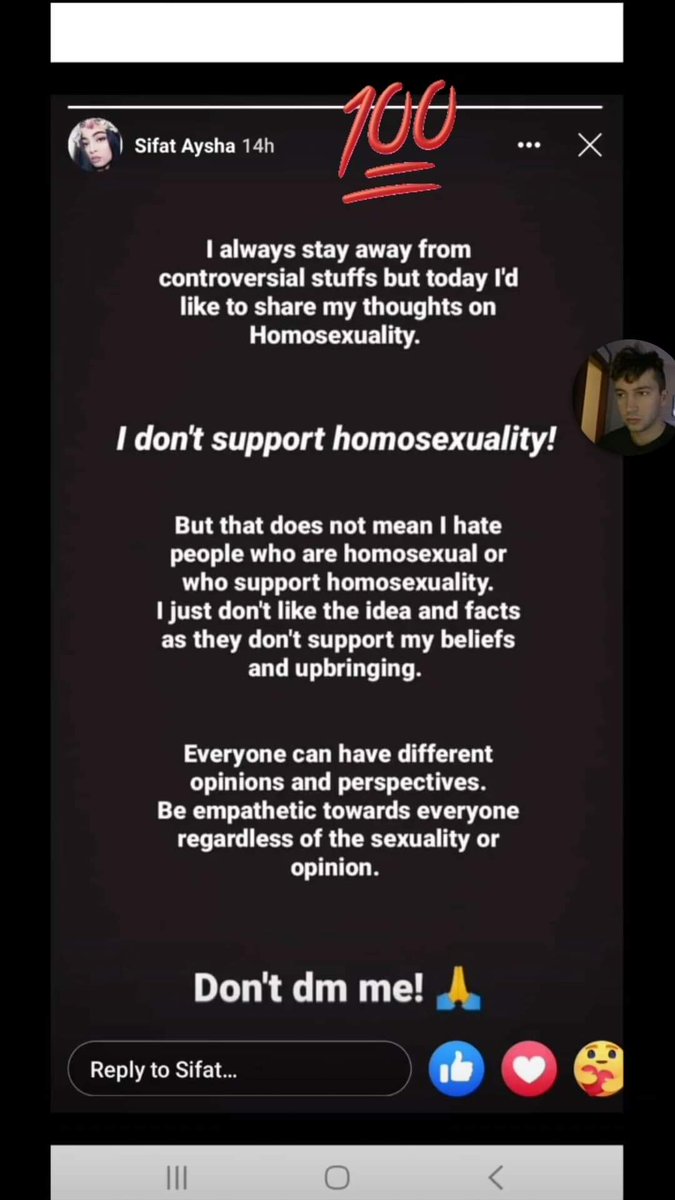 💯
Sifat Aysha 14h
I always stay away from
controversial stuffs but today I'd
like to share my thoughts on
Homosexuality.
I don't support homosexuality!
But that does not mean I hate
people who are homosexual or
who support homosexuality.
I just don't like the idea and facts
as they don't support my beliefs
and upbringing.
Everyone can have different
opinions and perspectives.
Be empathetic towards everyone
regardless of the sexuality or
opinion.
Don't dm me! 🙏
Reply to Sifat...